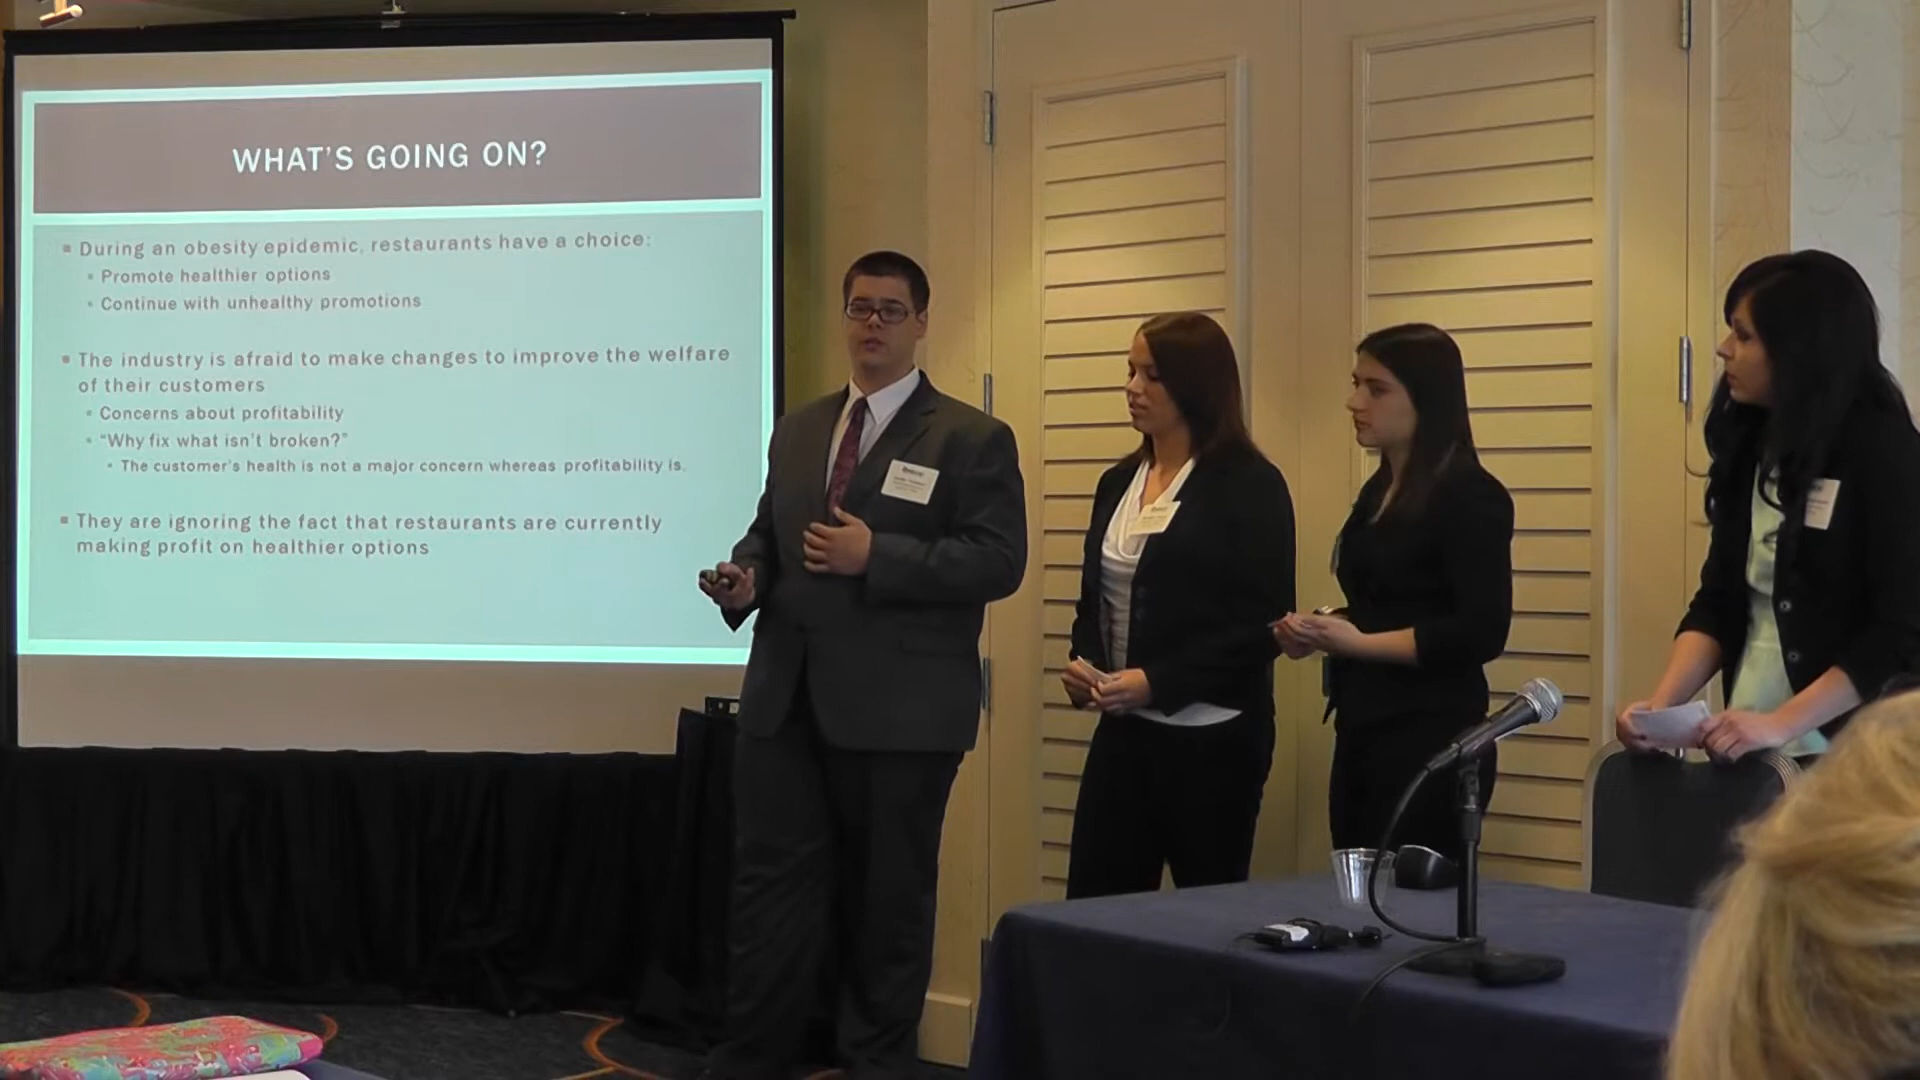 WHAT'S GOING ON?
During an obesity epidemic, restaurants have a choice:
Promote healthier options
Continue with unhealthy promotions
The industry is afraid to make changes to improve the welfare
of their customers
Concerns about profitability
"Why fix what isn't broken?"
The customer's health is not a major concern whereas profitability is.
They are ignoring the fact that restaurants are currently
making profit on healthier options